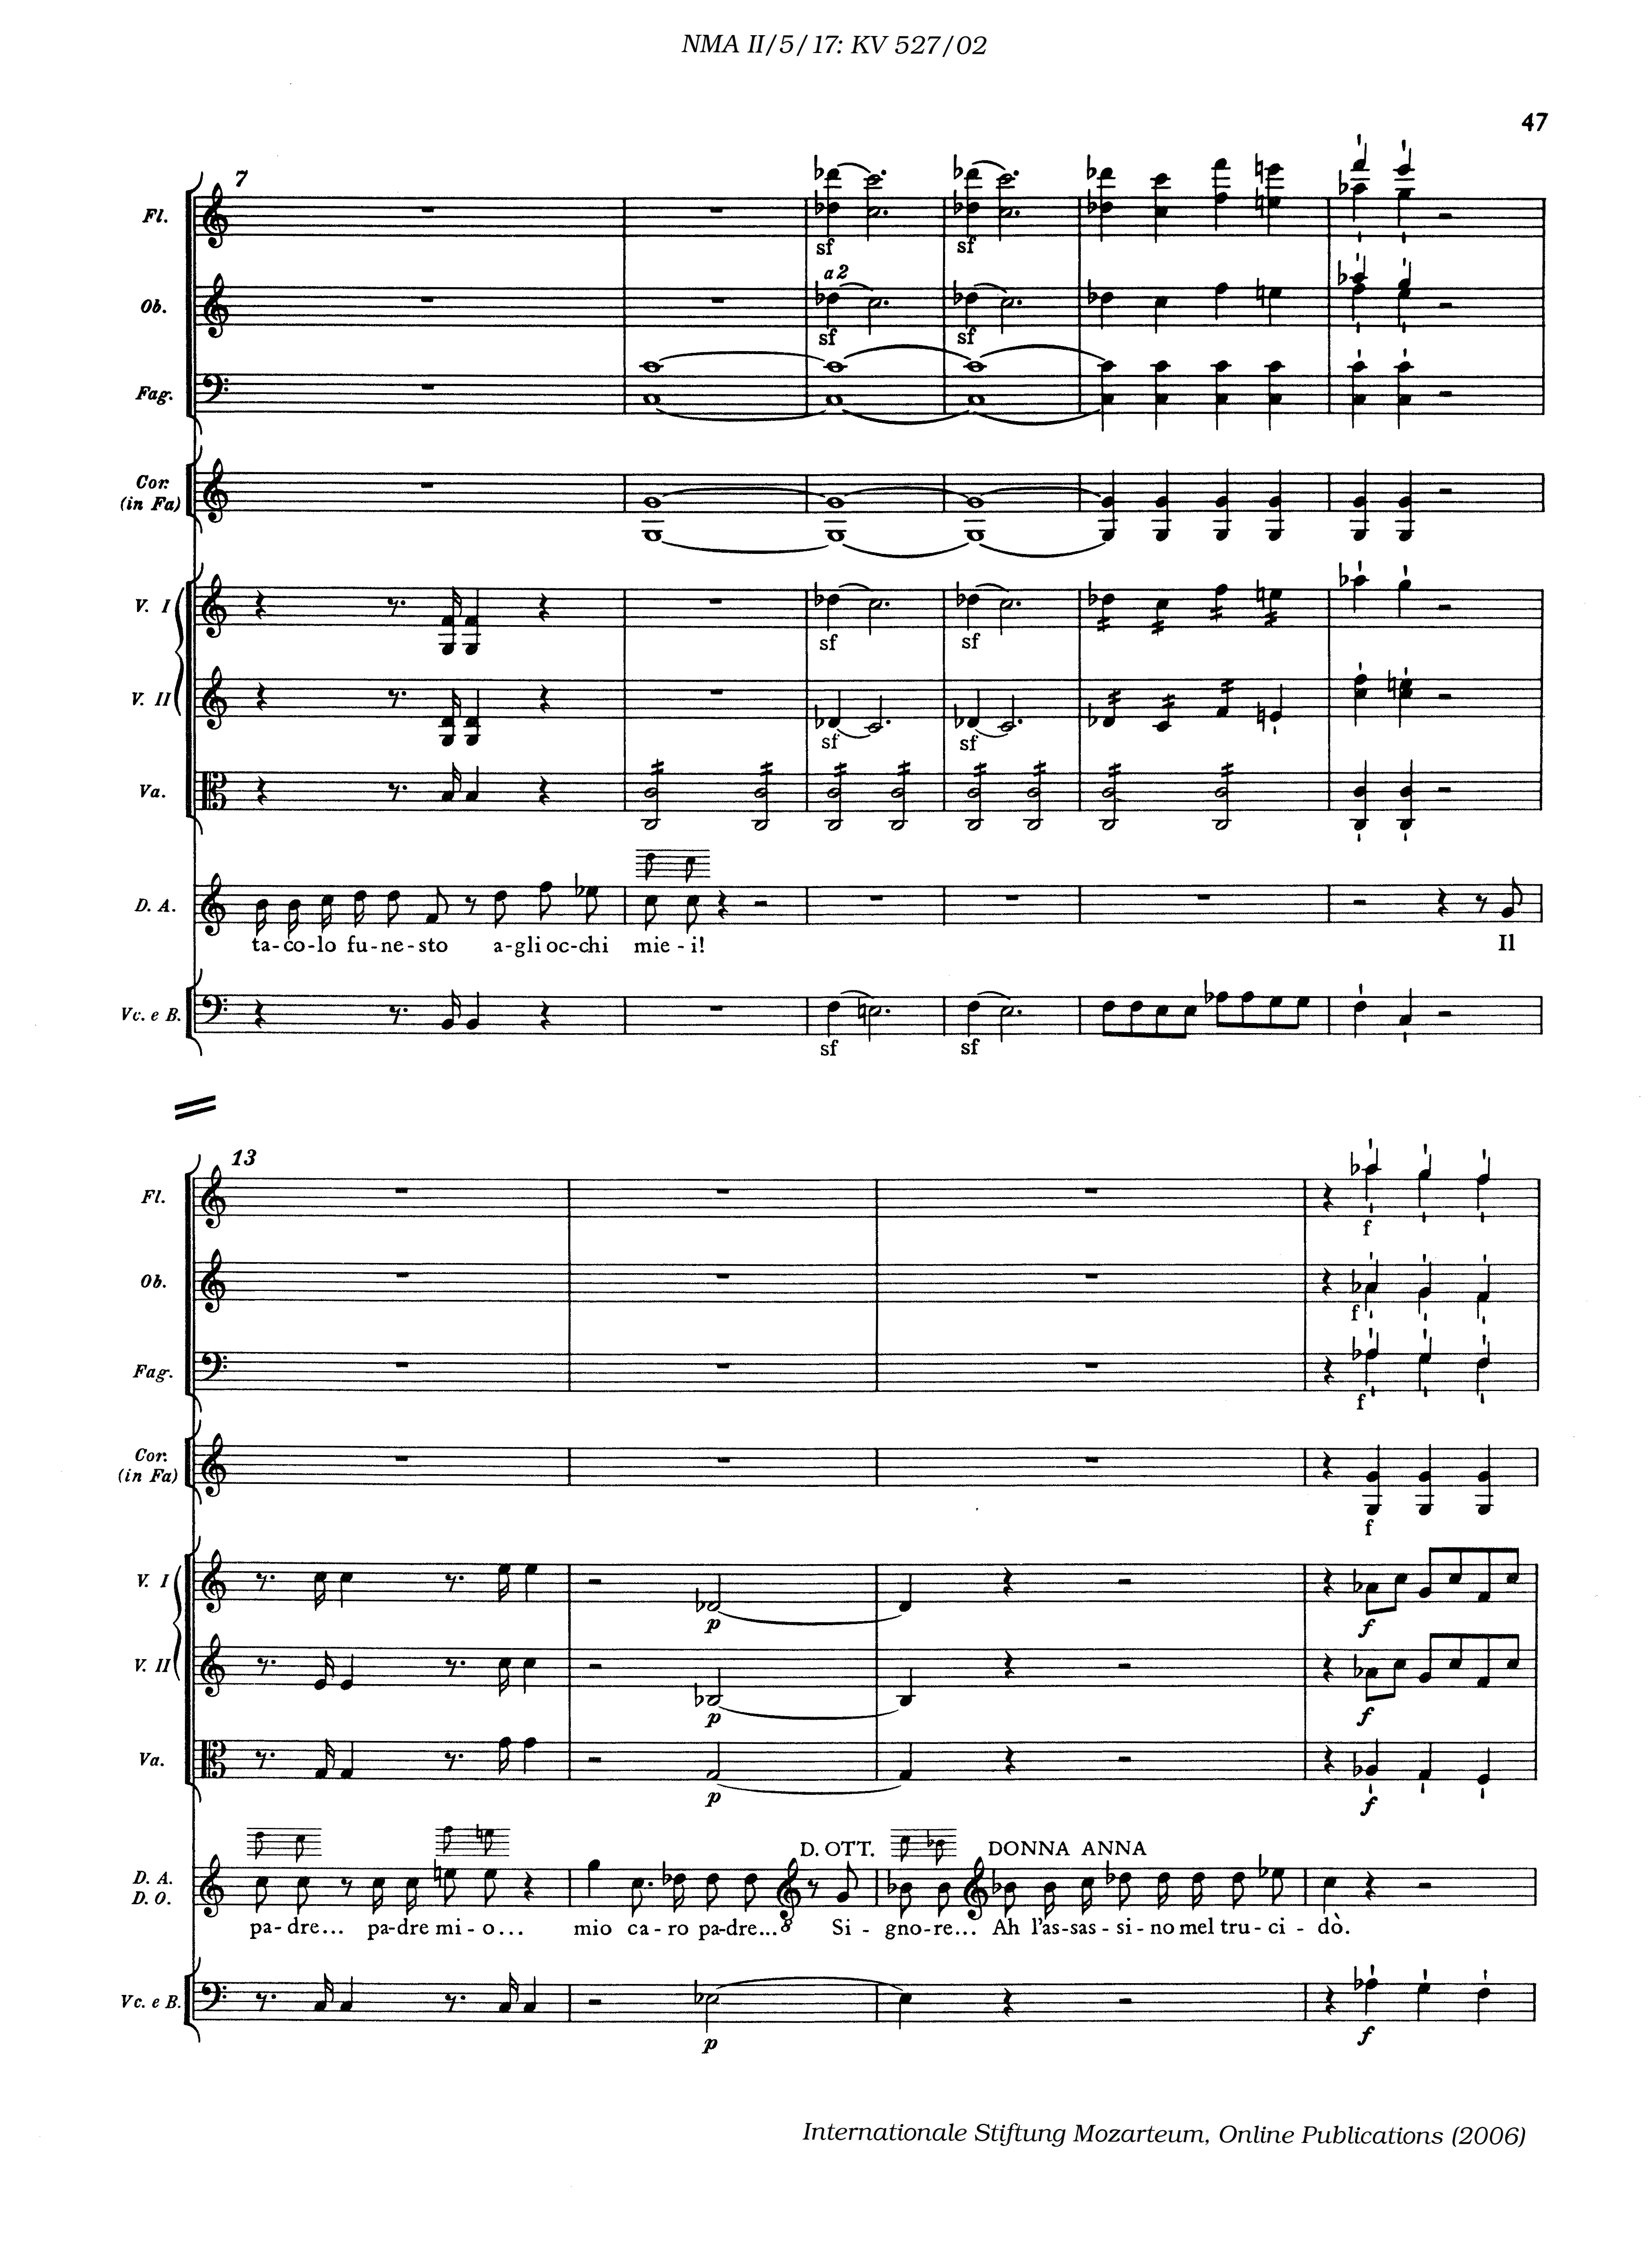 NMA II/5/17: KV 527/02
47
7
Fl.
sf sf
a2
Ob.
sf sf
Fag.
Cor.
(in Fa)
V. I
sf sf
V. II
sf sf
Va.
D. A.
ta-co-lo fu-ne-sto a-gli oc-chi mie-i! Il
Vc. e B.
sf sf
13
Fl.
f
Ob.
f
Fag.
f
Cor.
(in Fa)
f
V. I
p f
V. II
p f
Va.
p f
D. OTT. DONNA ANNA
D. A.
D. O.
8
pa-dre... pa-dre mi-o... mio ca-ro pa-dre... Si-gno-re... Ah l'as-sas-si-no mel tru-ci-dò.
Vc. e B.
p f
Internationale Stiftung Mozarteum, Online Publications (2006)